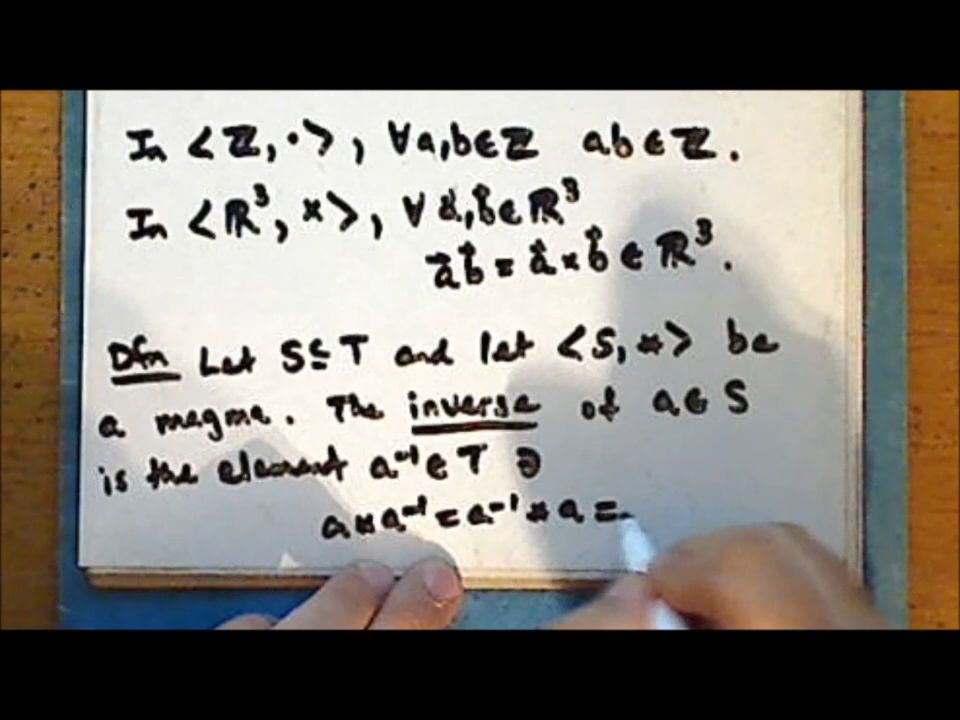 In <ℤ, ·>, ∀a,b∈ℤ ab∈ℤ.
In <ℝ³, ×>, ∀ a⃗,b⃗∈ℝ³
a⃗b⃗ = a⃗×b⃗ ∈ ℝ³.
Dfn Let S⊆T and let <S, *> be
a magma. The inverse of a∈S
is the element a⁻¹∈T ∋
a*a⁻¹=a⁻¹*a=